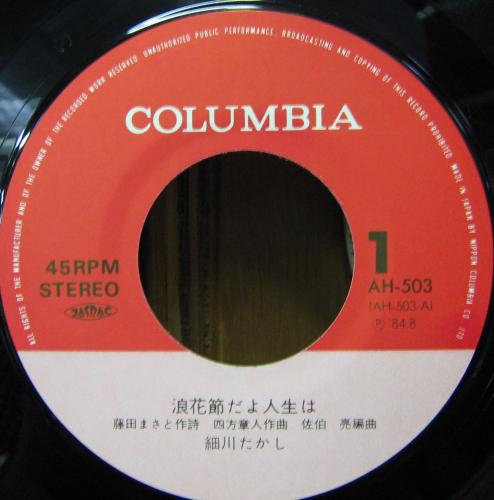 ALL RIGHTS OF THE MANUFACTURER AND OF THE OWNER OF THE RECORDED WORK RESERVED UNAUTHORIZED PUBLIC PERFORMANCE, BROADCASTING AND COPYING OF THIS RECORD PROHIBITED MADE IN JAPAN BY NIPPON COLUMBIA CO LTD
COLUMBIA
45RPM
STEREO
JASRAC
1
AH-503
(AH-503-A)
Ⓟ '84.8
浪花節だよ人生は
藤田まさと作詩 四方章人作曲 佐伯 亮編曲
細川たかし